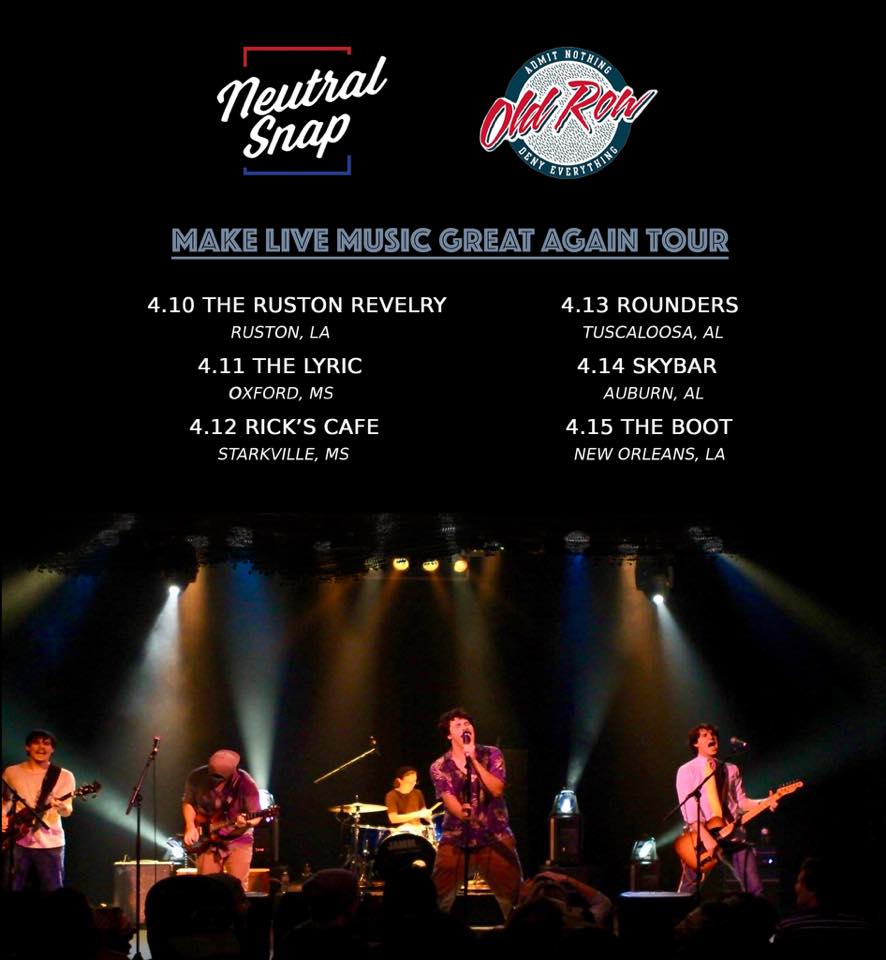 Neutral
Snap
ADMIT NOTHING
Old Row
DENY EVERYTHING
MAKE LIVE MUSIC GREAT AGAIN TOUR
4.10 THE RUSTON REVELRY
RUSTON, LA
4.11 THE LYRIC
OXFORD, MS
4.12 RICK’S CAFE
STARKVILLE, MS
4.13 ROUNDERS
TUSCALOOSA, AL
4.14 SKYBAR
AUBURN, AL
4.15 THE BOOT
NEW ORLEANS, LA